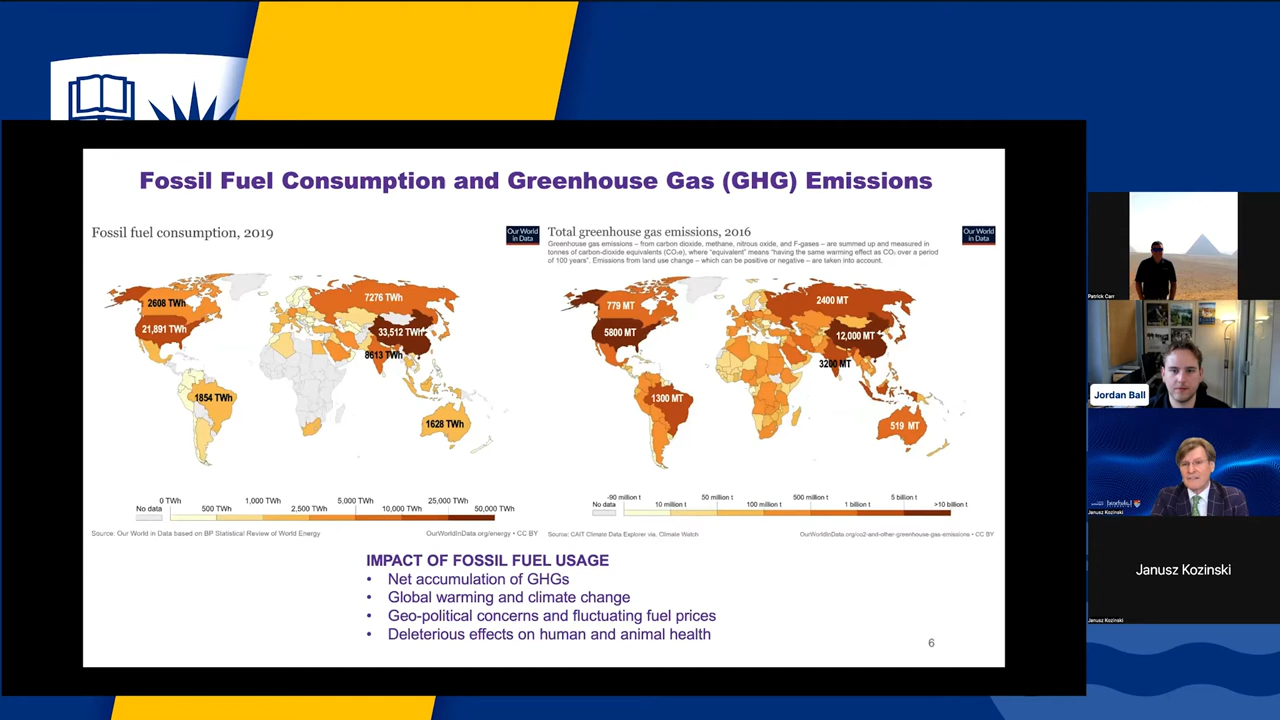 Fossil Fuel Consumption and Greenhouse Gas (GHG) Emissions
Fossil fuel consumption, 2019
Our World
in Data
2608 TWh
7276 TWh
21,891 TWh
33,512 TWh
8613 TWh
1854 TWh
1628 TWh
0 TWh
1,000 TWh
5,000 TWh
25,000 TWh
No data
500 TWh
2,500 TWh
10,000 TWh
50,000 TWh
Source: Our World in Data based on BP Statistical Review of World Energy
OurWorldInData.org/energy • CC BY
Total greenhouse gas emissions, 2016
Greenhouse gas emissions – from carbon dioxide, methane, nitrous oxide, and F-gases – are summed up and measured in
tonnes of carbon-dioxide equivalents (CO₂e), where "equivalent" means "having the same warming effect as CO₂ over a period
of 100 years". Emissions from land use change – which can be positive or negative – are taken into account.
Our World
in Data
779 MT
2400 MT
5800 MT
12,000 MT
3200 MT
1300 MT
519 MT
-90 million t
50 million t
500 million t
5 billion t
No data
10 million t
100 million t
1 billion t
>10 billion t
Source: CAIT Climate Data Explorer via. Climate Watch
OurWorldInData.org/co2-and-other-greenhouse-gas-emissions • CC BY
IMPACT OF FOSSIL FUEL USAGE
• Net accumulation of GHGs
• Global warming and climate change
• Geo-political concerns and fluctuating fuel prices
• Deleterious effects on human and animal health
6
Patrick Carr
Jordan Ball
Janusz Kozinski
Janusz Kozinski
Janusz Kozinski